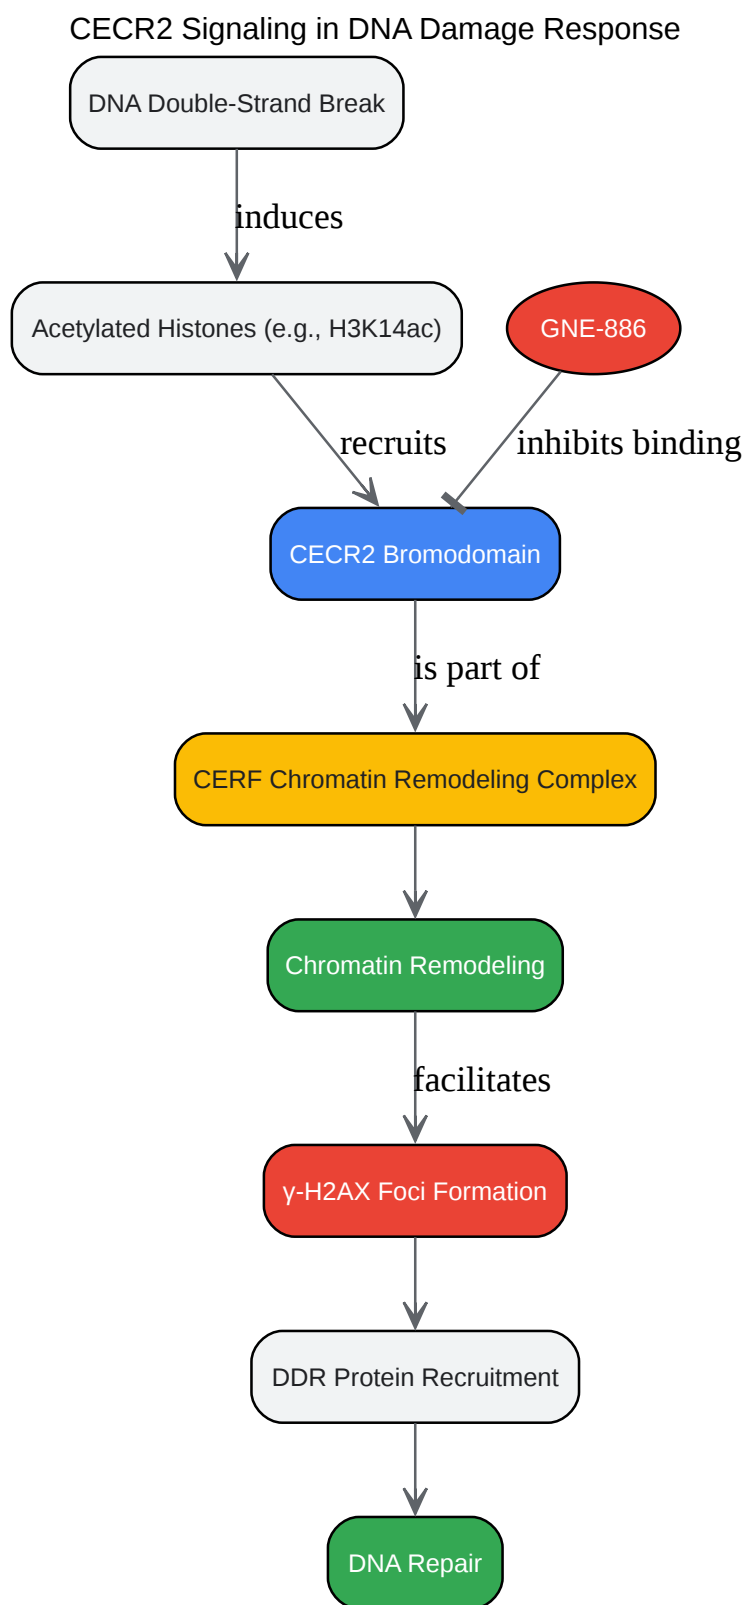 CECR2 Signaling in DNA Damage Response
DNA Double-Strand Break
induces
Acetylated Histones (e.g., H3K14ac)
GNE-886
recruits
inhibits binding
CECR2 Bromodomain
is part of
CERF Chromatin Remodeling Complex
Chromatin Remodeling
facilitates
γ-H2AX Foci Formation
DDR Protein Recruitment
DNA Repair